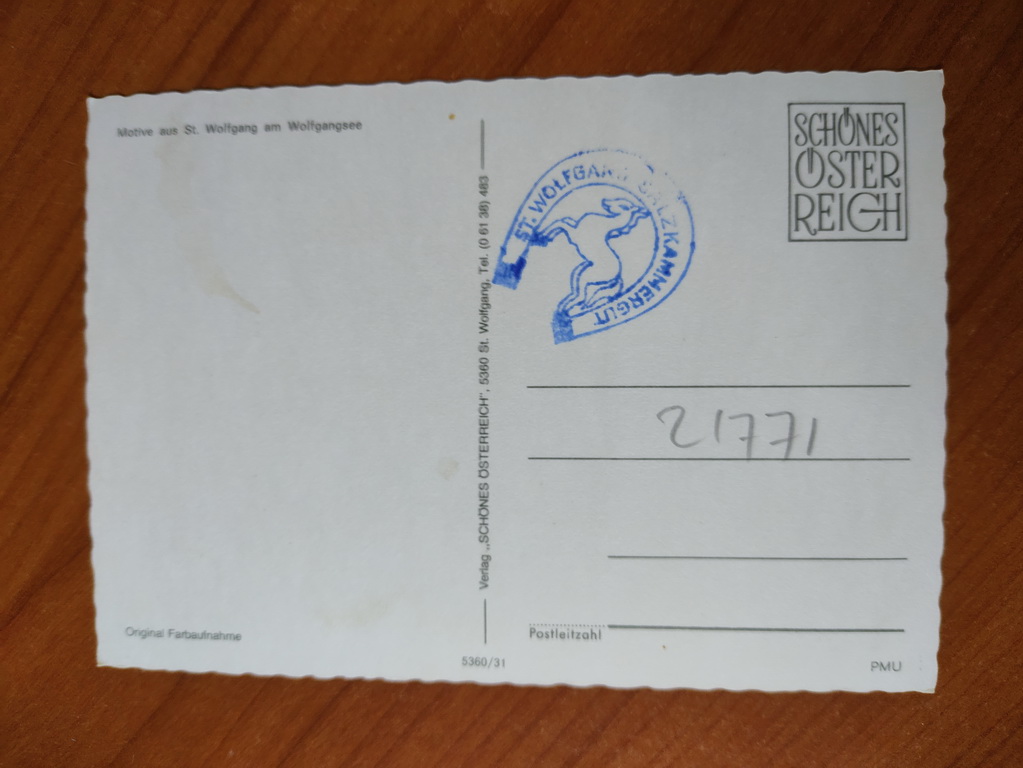 Motive aus St. Wolfgang am Wolfgangsee
Original Farbaufnahme
Verlag „SCHÖNES ÖSTERREICH", 5360 St. Wolfgang, Tel. (0 61 38) 483
5360/31
ST. WOLFGANG SALZKAMMERGUT
SCHÖNES
ÖSTER
REICH
21771
Postleitzahl
PMU